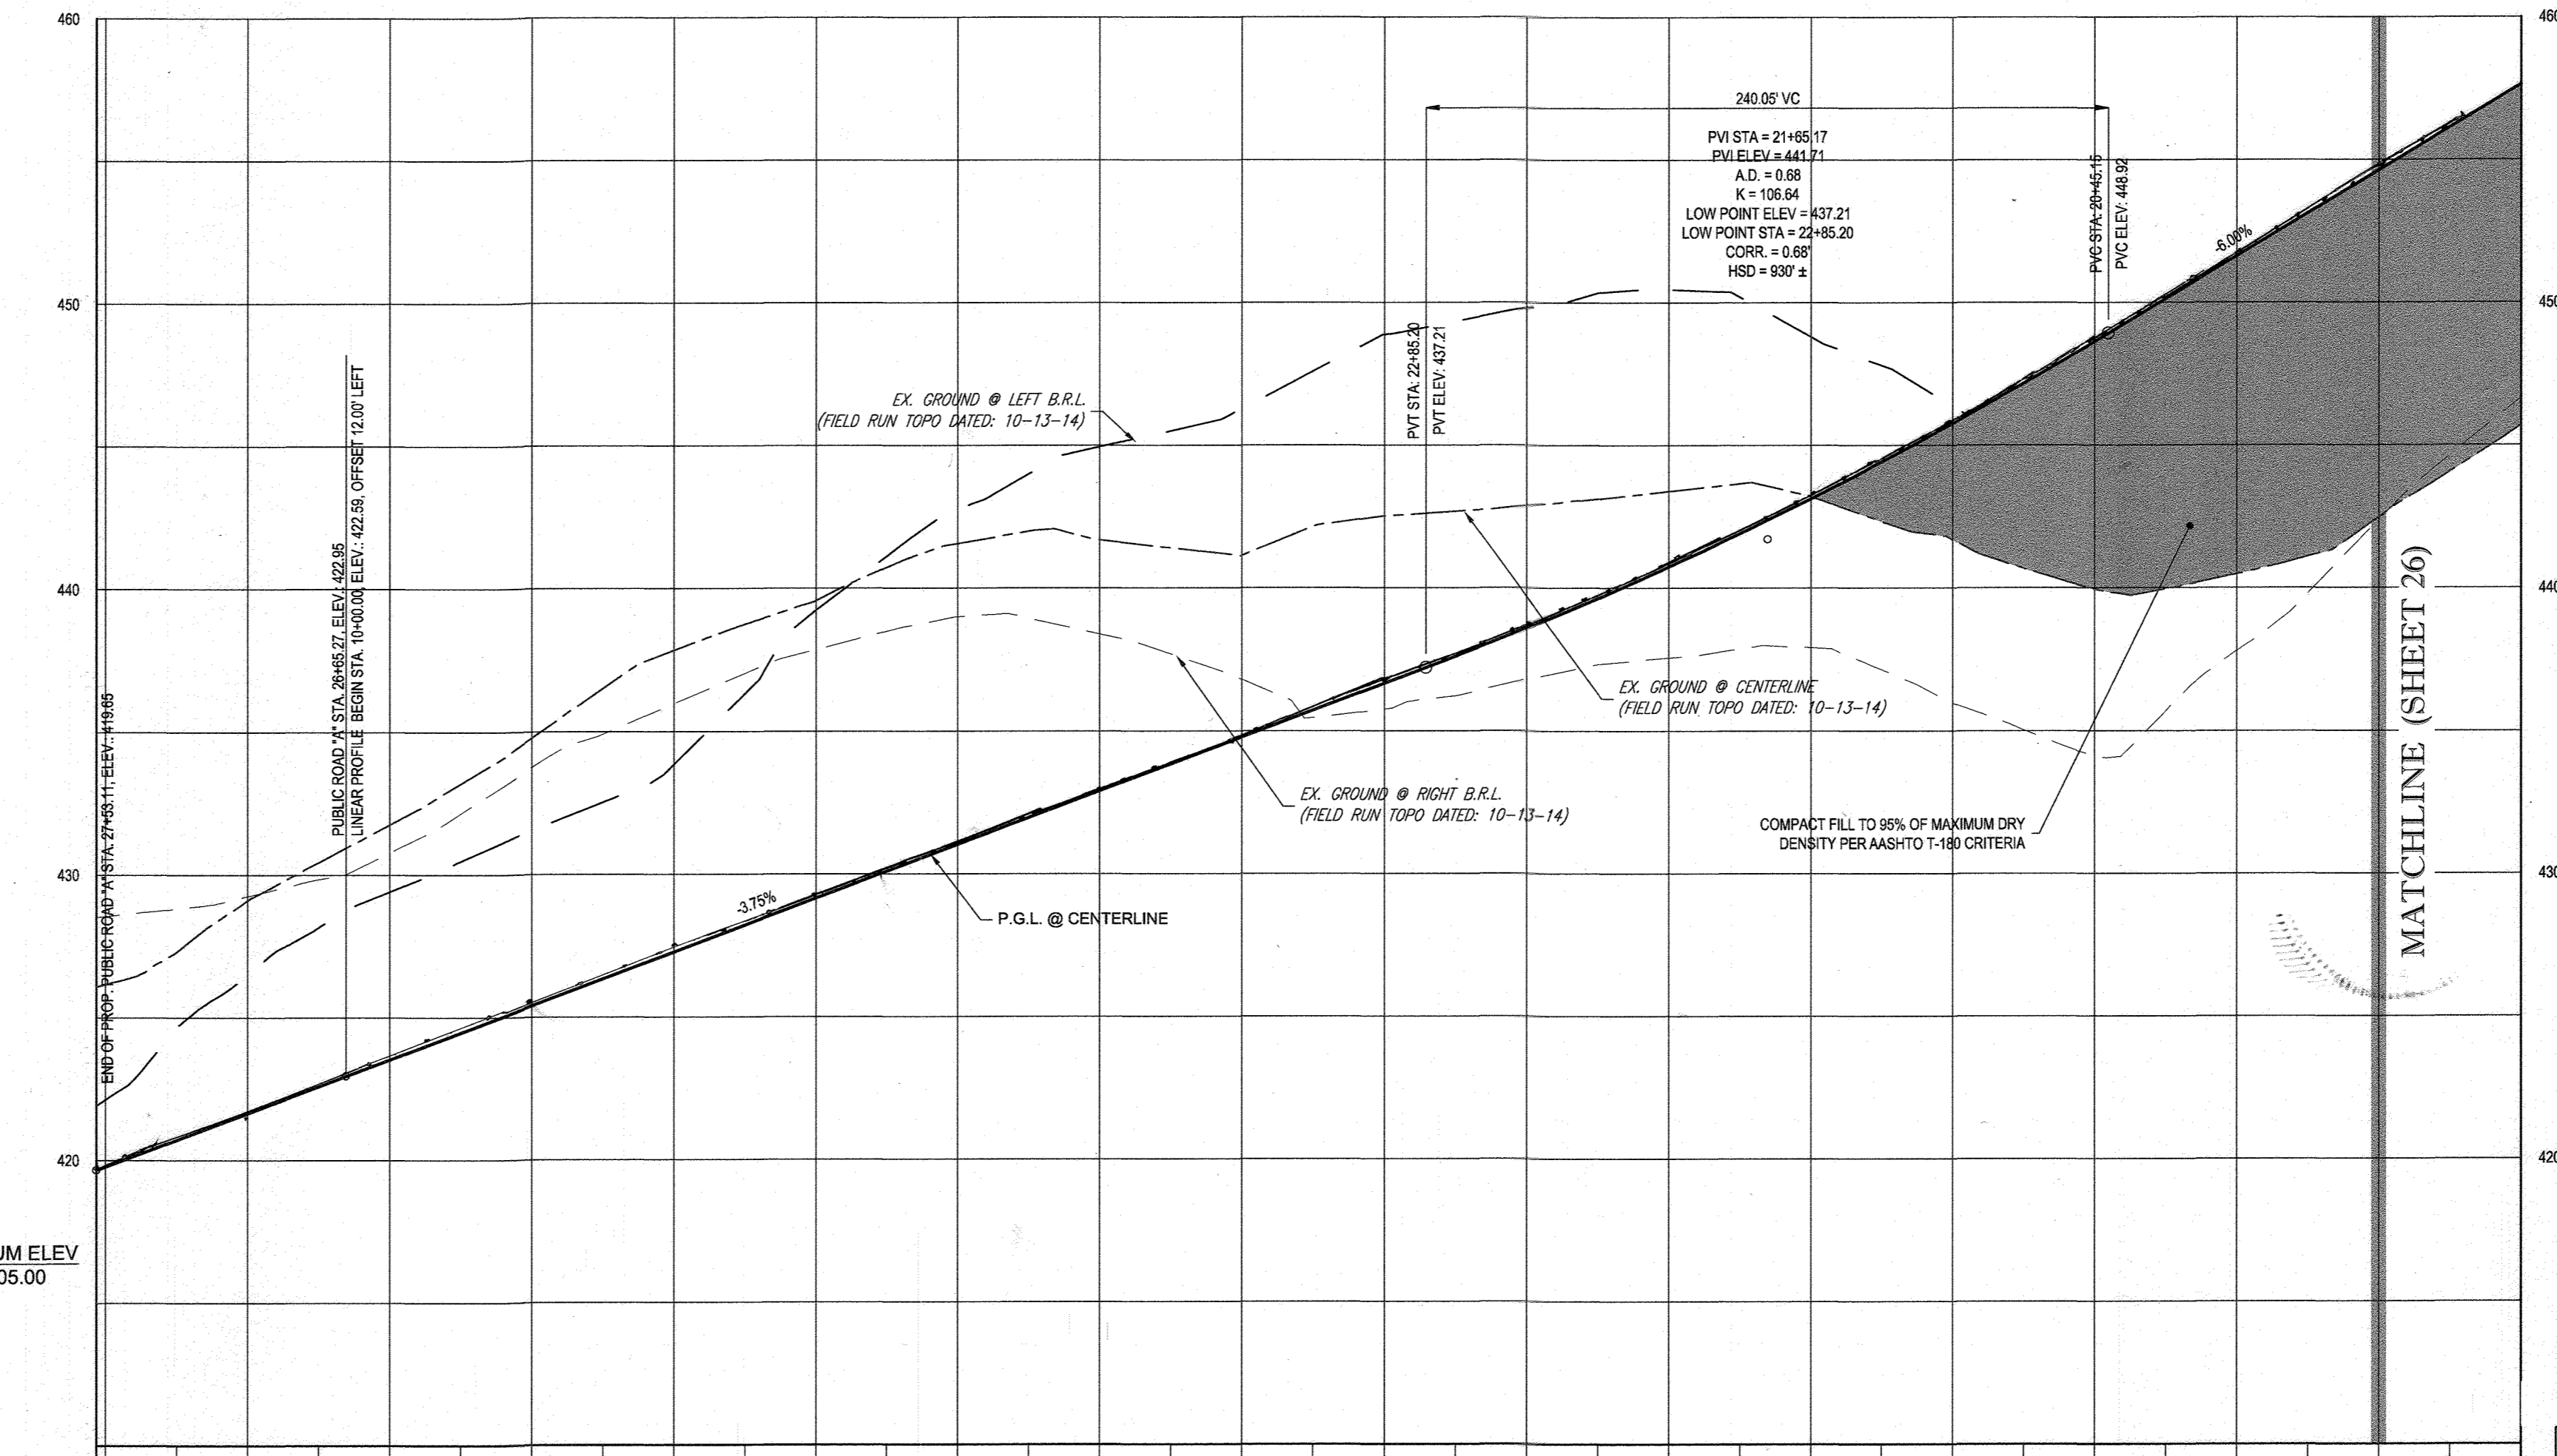 460
460
450
450
440
440
430
430
420
420
UM ELEV
05.00
240.05' VC
PVI STA = 21+65.17
PVI ELEV = 441.71
A.D. = 0.68
K = 106.64
LOW POINT ELEV = 437.21
LOW POINT STA = 22+85.20
CORR. = 0.68'
HSD = 930' ±
PVC STA: 20+45.15
PVC ELEV: 448.92
-6.00%
PVT STA: 22+85.20
PVT ELEV: 437.21
EX. GROUND @ LEFT B.R.L.
(FIELD RUN TOPO DATED: 10-13-14)
PUBLIC ROAD "A" STA. 26+65.27, ELEV.: 422.95
LINEAR PROFILE BEGIN STA. 10+00.00, ELEV.: 422.59, OFFSET 12.00' LEFT
END OF PROP. PUBLIC ROAD "A" STA. 27+53.11, ELEV.: 419.65
EX. GROUND @ CENTERLINE
(FIELD RUN TOPO DATED: 10-13-14)
EX. GROUND @ RIGHT B.R.L.
(FIELD RUN TOPO DATED: 10-13-14)
COMPACT FILL TO 95% OF MAXIMUM DRY
DENSITY PER AASHTO T-180 CRITERIA
-3.75%
P.G.L. @ CENTERLINE
MATCHLINE (SHEET 26)